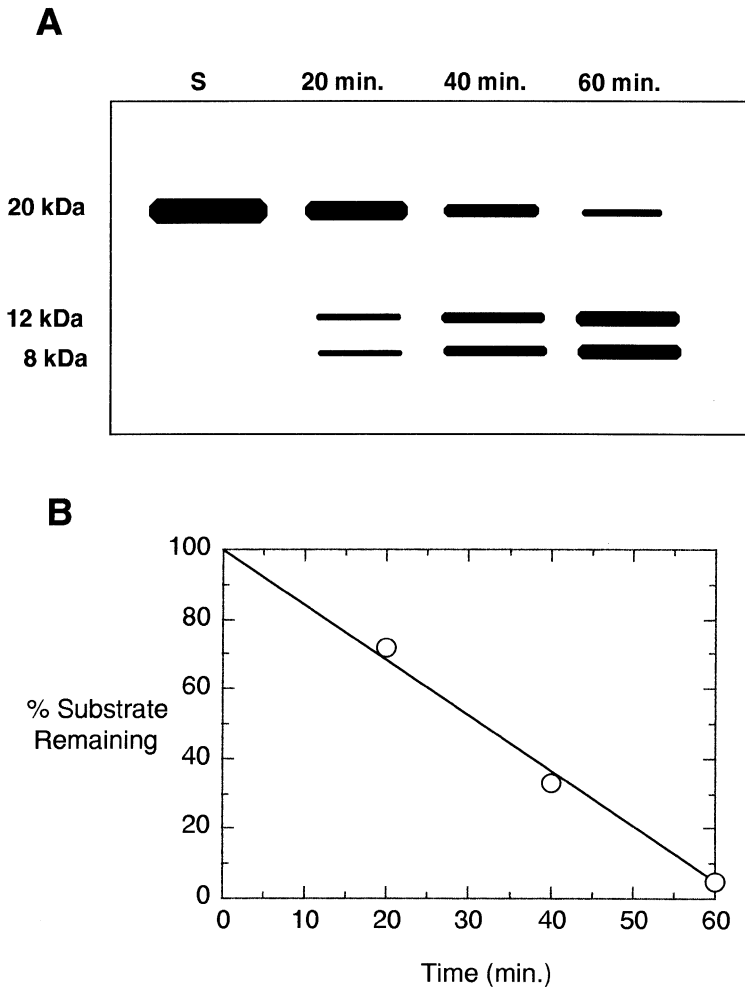 A
S 20 min. 40 min. 60 min.
20 kDa
12 kDa
8 kDa
B
100
80
60
40
20
0
% Substrate
Remaining
0 10 20 30 40 50 60
Time (min.)